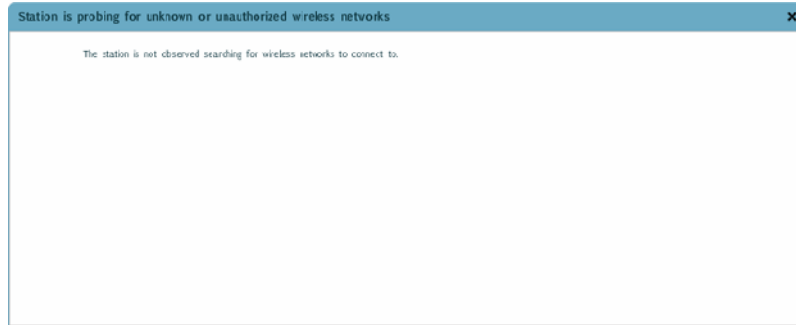 Station is probing for unknown or unauthorized wireless networks
The station is not observed searching for wireless networks to connect to.